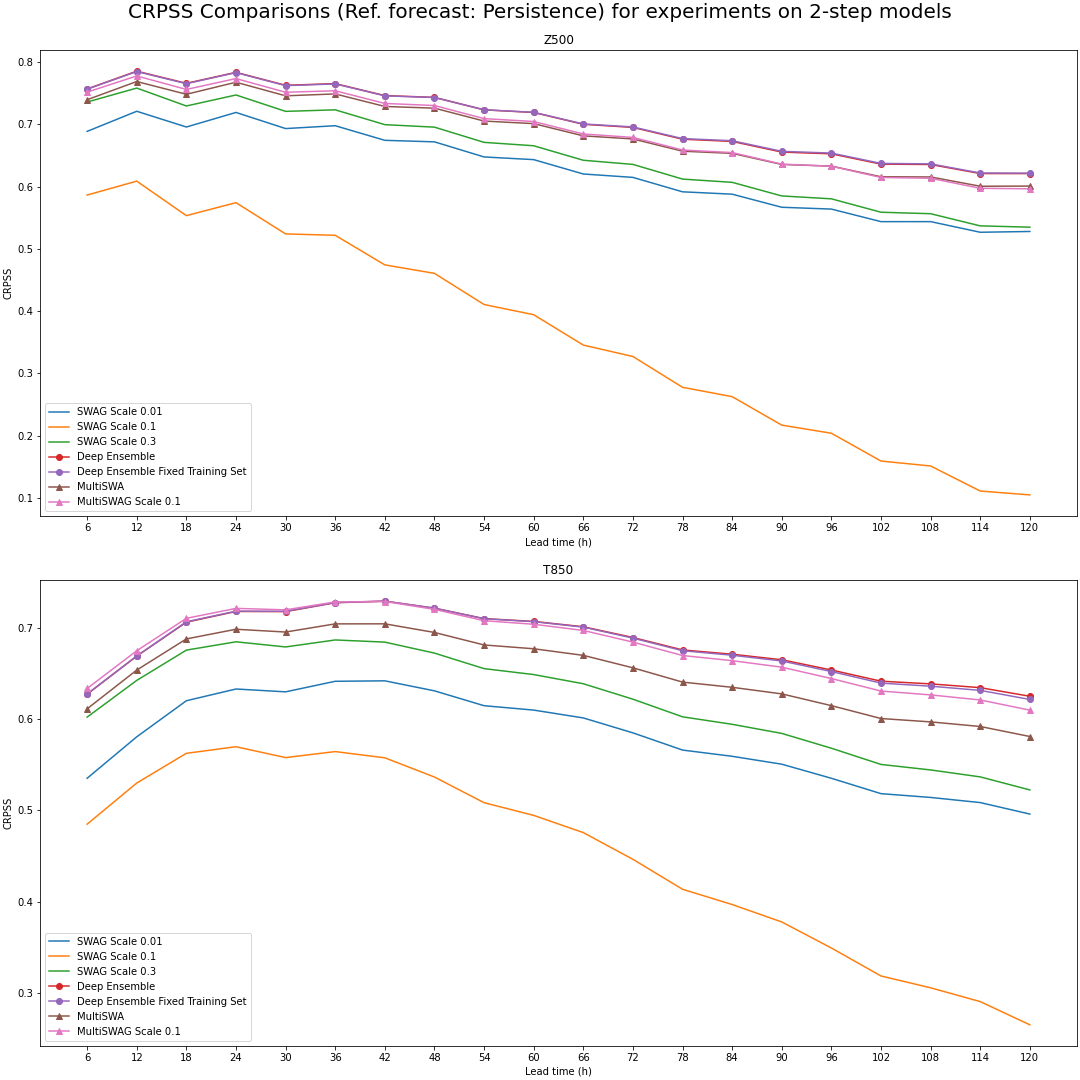 CRPSS Comparisons (Ref. forecast: Persistence) for experiments on 2-step models
Z500
0.8
0.7
0.6
0.5
0.4
0.3
0.2
0.1
CRPSS
SWAG Scale 0.01
SWAG Scale 0.1
SWAG Scale 0.3
Deep Ensemble
Deep Ensemble Fixed Training Set
MultiSWA
MultiSWAG Scale 0.1
6 12 18 24 30 36 42 48 54 60 66 72 78 84 90 96 102 108 114 120
Lead time (h)
T850
0.7
0.6
0.5
0.4
0.3
CRPSS
SWAG Scale 0.01
SWAG Scale 0.1
SWAG Scale 0.3
Deep Ensemble
Deep Ensemble Fixed Training Set
MultiSWA
MultiSWAG Scale 0.1
6 12 18 24 30 36 42 48 54 60 66 72 78 84 90 96 102 108 114 120
Lead time (h)